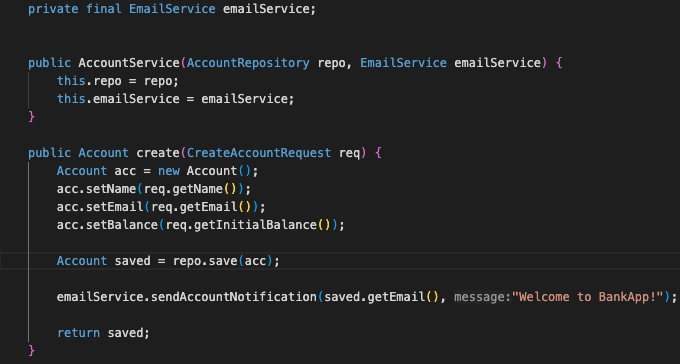 private final EmailService emailService;
public AccountService(AccountRepository repo, EmailService emailService) {
this.repo = repo;
this.emailService = emailService;
}
public Account create(CreateAccountRequest req) {
Account acc = new Account();
acc.setName(req.getName());
acc.setEmail(req.getEmail());
acc.setBalance(req.getInitialBalance());
Account saved = repo.save(acc);
emailService.sendAccountNotification(saved.getEmail(), message:"Welcome to BankApp!");
return saved;
}